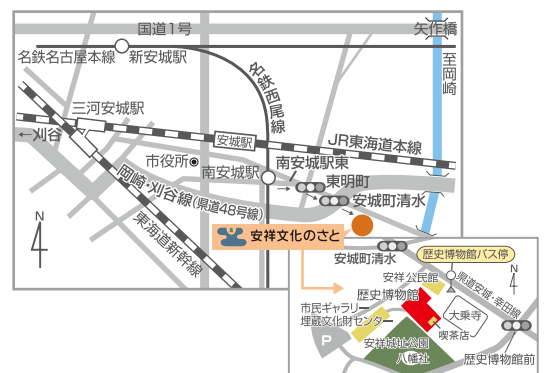 国道1号
矢作橋
名鉄名古屋本線
新安城駅
至岡崎
名鉄西尾線
三河安城駅
←刈谷
安城駅
JR東海道本線
市役所
南安城駅
南安城駅東
東明町
岡崎・刈谷線(県道48号線)
安城町清水
東海道新幹線
N
安祥文化のさと
安城町清水
歴史博物館バス停
安祥公民館
県道安城・幸田線
N
歴史博物館
市民ギャラリー
埋蔵文化財センター
大乗寺
喫茶店
P
安祥城址公園
八幡社
歴史博物館前